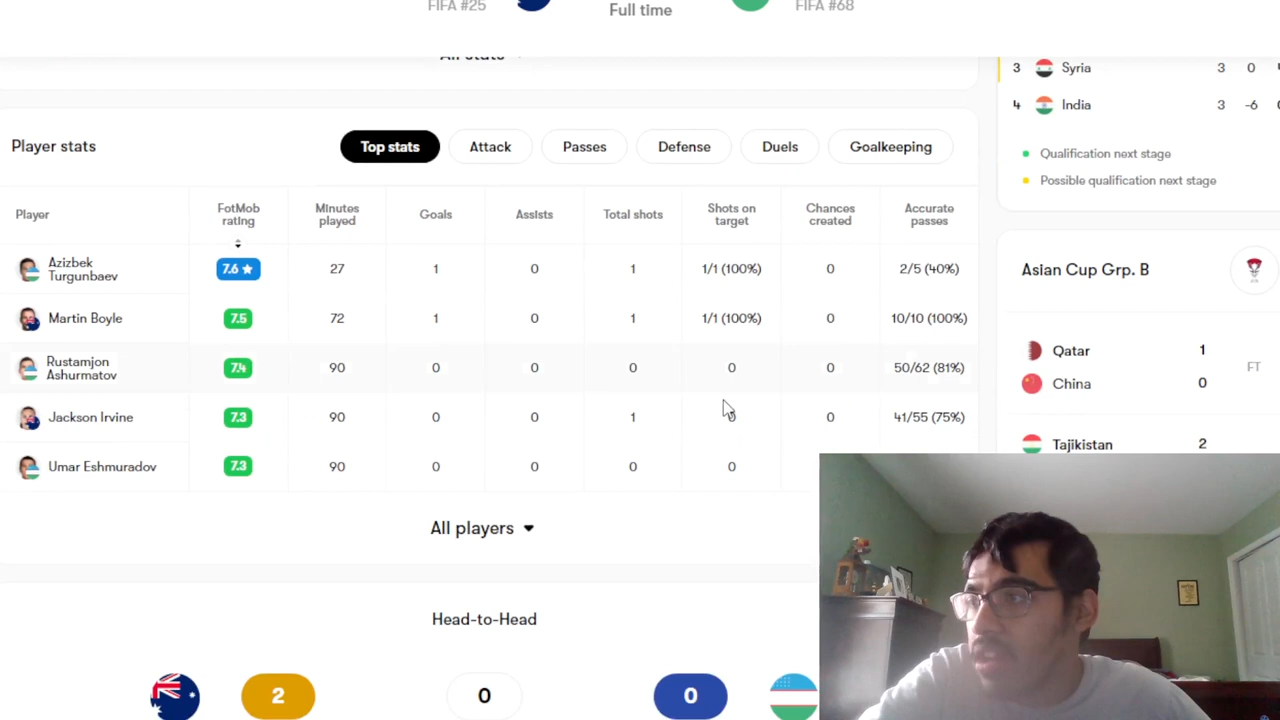 FIFA #25
Full time
FIFA #68
3 Syria 3 0
4 India 3 -6
Qualification next stage
Possible qualification next stage
Player stats
Top stats Attack Passes Defense Duels Goalkeeping
Player FotMob rating Minutes played Goals Assists Total shots Shots on target Chances created Accurate passes
Azizbek Turgunbaev 7.6 27 1 0 1 1/1 (100%) 0 2/5 (40%)
Martin Boyle 7.5 72 1 0 1 1/1 (100%) 0 10/10 (100%)
Rustamjon Ashurmatov 7.4 90 0 0 0 0 0 50/62 (81%)
Jackson Irvine 7.3 90 0 0 1 0 0 41/55 (75%)
Umar Eshmuradov 7.3 90 0 0 0 0
All players
Head-to-Head
2 0 0
Asian Cup Grp. B
Qatar 1
FT
China 0
Tajikistan 2